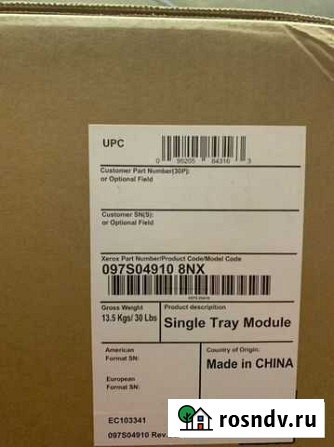 UPC
0 95205 84316 3
Customer Part Number(30P):
or Optional Field
Customer SN(S):
or Optional Field
Xerox Part Number/Product Code/Model Code
097S04910 8NX
Gross Weight
13.5 Kgs/ 30 Lbs
Product description
Single Tray Module
American
Format SN:
European
Format SN:
Country of Origin:
Made in CHINA
EC103341
097S04910 Rev.
rosndv.ru